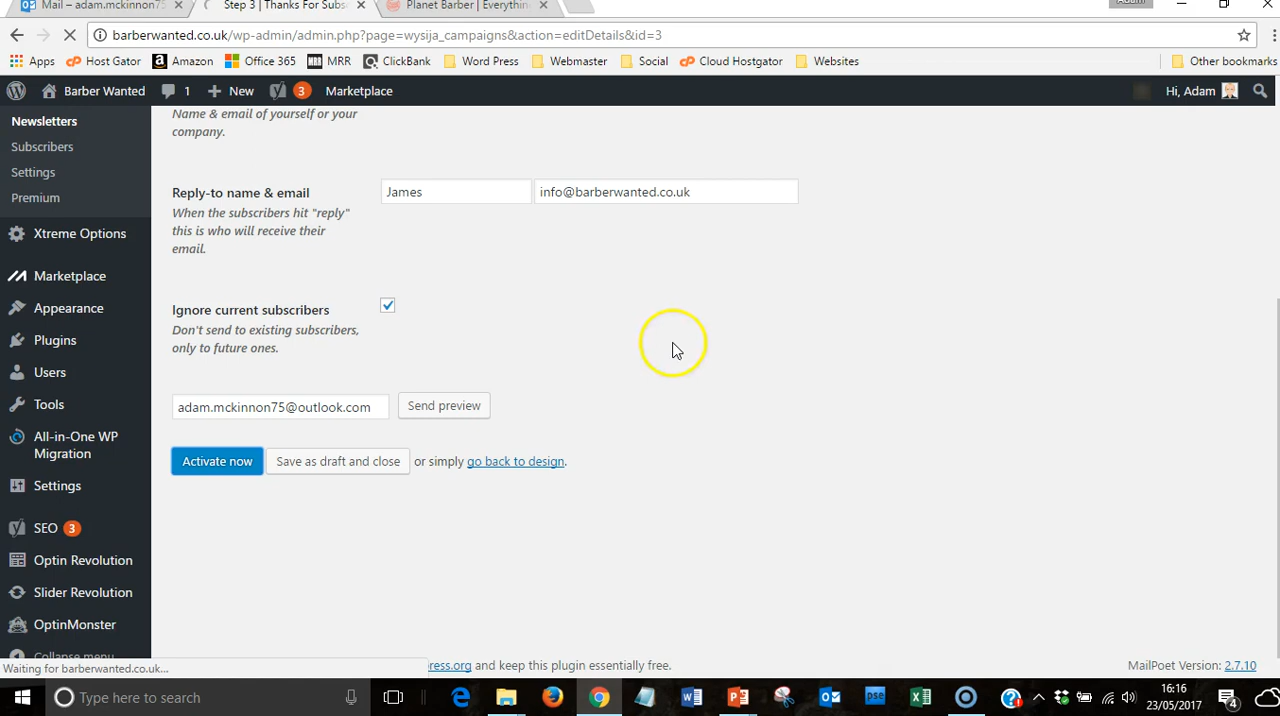 Mail – adam.mckinnon75
Step 3 | Thanks For Subs
Planet Barber | Everythin
Adam
barberwanted.co.uk/wp-admin/admin.php?page=wysija_campaigns&action=editDetails&id=3
Apps
Host Gator
Amazon
Office 365
MRR
ClickBank
Word Press
Webmaster
Social
Cloud Hostgator
Websites
Other bookmarks
Barber Wanted
1
New
3
Marketplace
Hi, Adam
Newsletters
Subscribers
Settings
Premium
Xtreme Options
Marketplace
Appearance
Plugins
Users
Tools
All-in-One WP
Migration
Settings
SEO 3
Optin Revolution
Slider Revolution
OptinMonster
Collapse menu
Name & email of yourself or your
company.
Reply-to name & email
James
info@barberwanted.co.uk
When the subscribers hit "reply"
this is who will receive their
email.
Ignore current subscribers
Don't send to existing subscribers,
only to future ones.
adam.mckinnon75@outlook.com
Send preview
Activate now
Save as draft and close
or simply go back to design.
Waiting for barberwanted.co.uk...
press.org and keep this plugin essentially free.
MailPoet Version: 2.7.10
Type here to search
16:16
23/05/2017
4